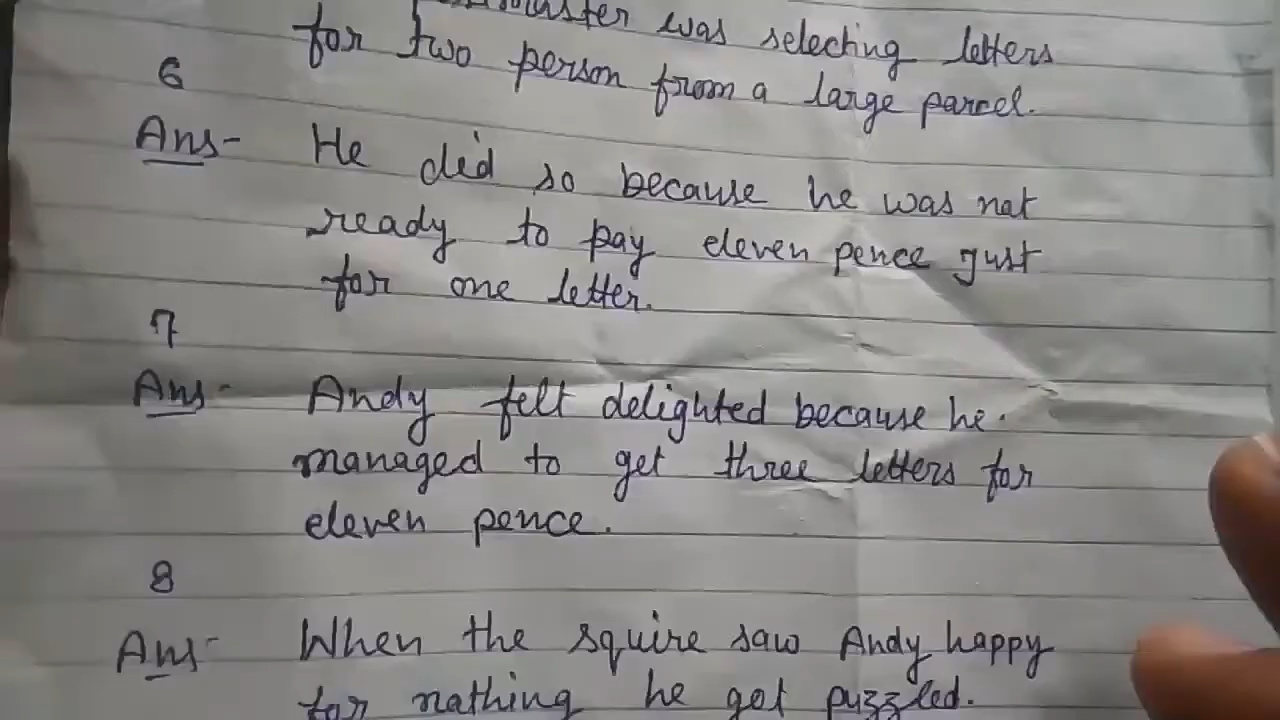 was selecting letters
for two person from a large parcel.
6
Ans- He did so because he was not
ready to pay eleven pence just
for one letter.
7
Ans- Andy felt delighted because he.
managed to get three letters for
eleven pence.
8
Ans- When the squire saw Andy happy
for nothing he got puzzled.